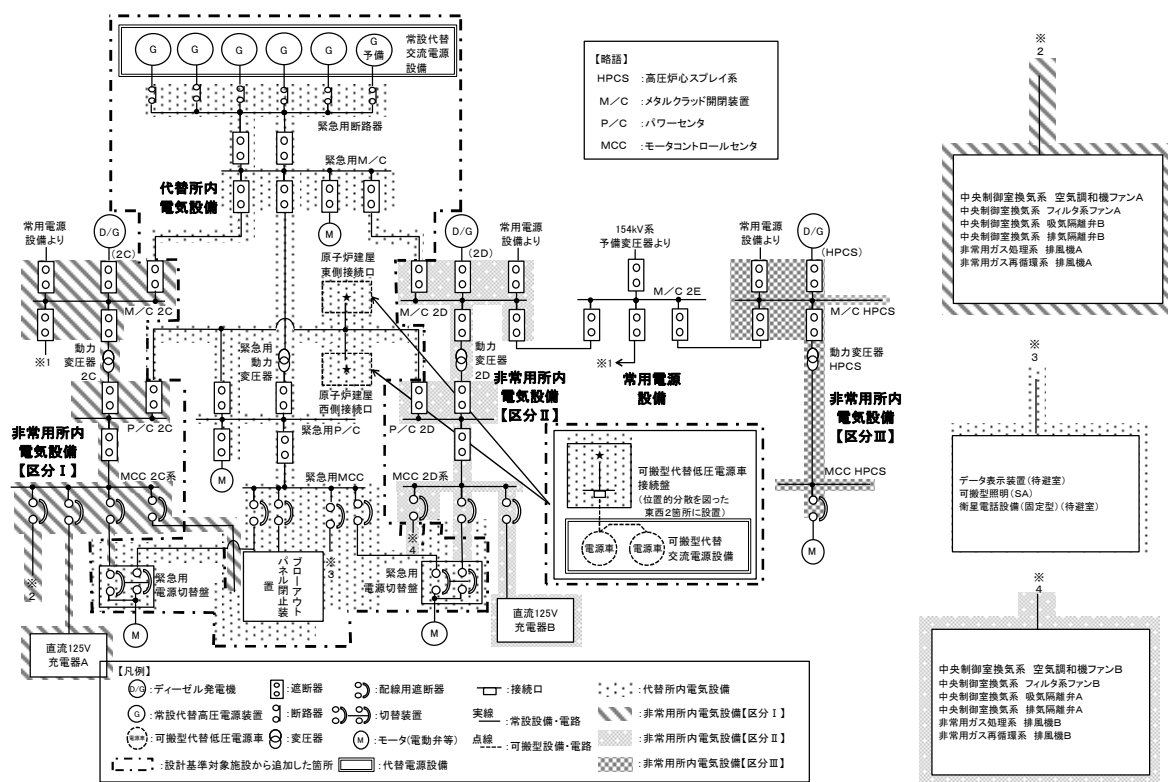 G
G
G
G
G
G
予備
常設代替
交流電源
設備
緊急用断路器
緊急用M/C
代替所内
電気設備
【略語】
HPCS :高圧炉心スプレイ系
M/C :メタルクラッド開閉装置
P/C :パワーセンタ
MCC :モータコントロールセンタ
常用電源
設備より
D/G
(2C)
M/C 2C
※1
動力
変圧器
2C
P/C 2C
非常用所内
電気設備
【区分Ⅰ】
MCC 2C系
※2
直流125V
充電器A
M
緊急用
電源切替盤
M
原子炉建屋
東側接続口
原子炉建屋
西側接続口
緊急用
動力
変圧器
緊急用P/C
M
緊急用MCC
ブローアウト
パネル閉止装
置
※3
D/G
(2D)
常用電源
設備より
M/C 2D
動力
変圧器
2D
非常用所内
電気設備
【区分Ⅱ】
P/C 2D
MCC 2D系
※4
緊急用
電源切替盤
M
直流125V
充電器B
154kV系
予備変圧器より
M/C 2E
※1
常用電源
設備
常用電源
設備より
D/G
(HPCS)
M/C HPCS
動力
変圧器
HPCS
非常用所内
電気設備
【区分Ⅲ】
MCC HPCS
M
可搬型代替低圧電源車
接続盤
(位置的分散を図った
東西2箇所に設置)
電源車
電源車
可搬型代替
交流電源設備
※2
中央制御室換気系 空気調和機ファンA
中央制御室換気系 フィルタ系ファンA
中央制御室換気系 吸気隔離弁B
中央制御室換気系 排気隔離弁B
非常用ガス処理系 排風機A
非常用ガス再循環系 排風機A
※3
データ表示装置(待避室)
可搬型照明(SA)
衛星電話設備(固定型)(待避室)
※4
中央制御室換気系 空気調和機ファンB
中央制御室換気系 フィルタ系ファンB
中央制御室換気系 吸気隔離弁A
中央制御室換気系 排気隔離弁A
非常用ガス処理系 排風機B
非常用ガス再循環系 排風機B
【凡例】
D/G :ディーゼル発電機
:遮断器
:配線用遮断器
:接続口
:代替所内電気設備
G :常設代替高圧電源装置
:断路器
:切替装置
実線
:常設設備・電路
:非常用所内電気設備【区分Ⅰ】
電源車 :可搬型代替低圧電源車
:変圧器
M :モータ(電動弁等)
点線
:可搬型設備・電路
:非常用所内電気設備【区分Ⅱ】
:設計基準対象施設から追加した箇所
:代替電源設備
:非常用所内電気設備【区分Ⅲ】